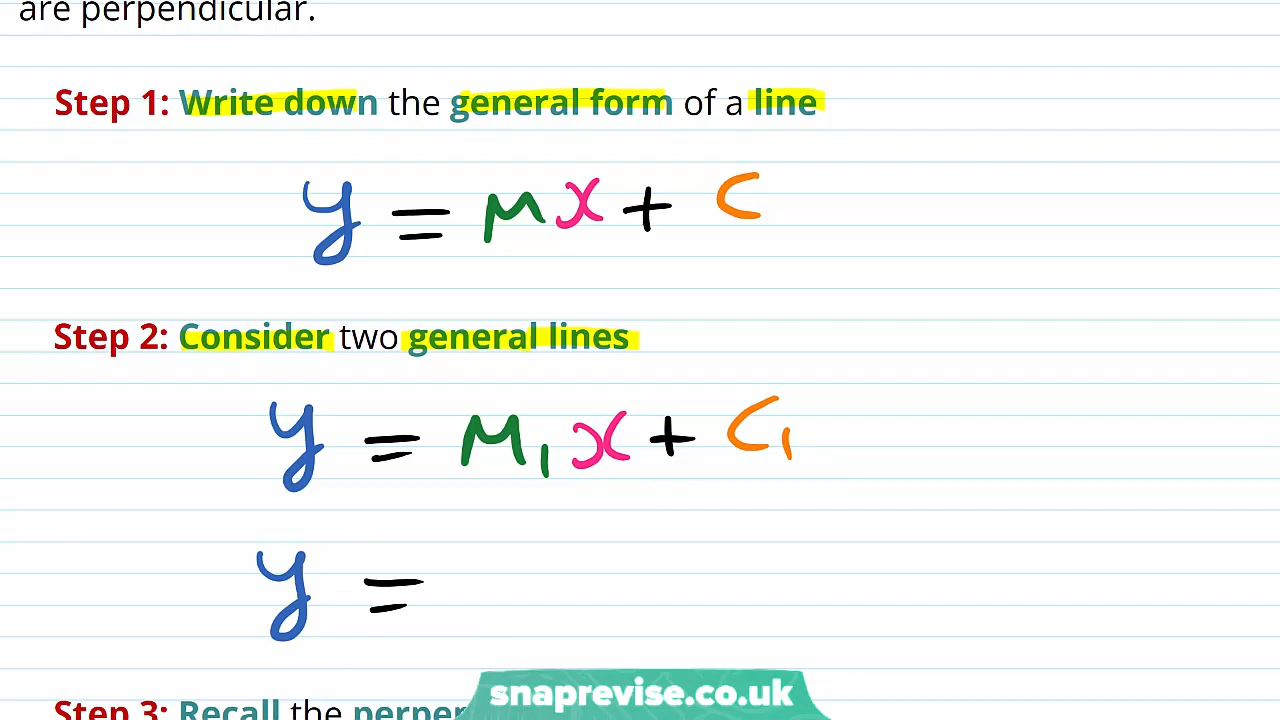 are perpendicular.
Step 1: Write down the general form of a line
y = mx + c
Step 2: Consider two general lines
y = m₁x + c₁
y =
Step 3: Recall the
snaprevise.co.uk